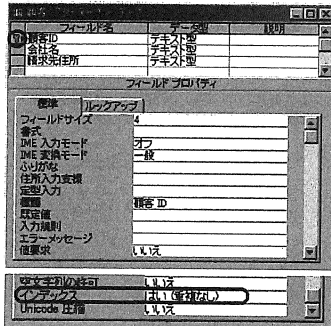 フィールド名 データ型 説明
顧客ID テキスト型
会社名 テキスト型
請求先住所 テキスト型
フィールド プロパティ
標準 ルックアップ
フィールドサイズ 4
書式
IME 入力モード オフ
IME 変換モード 一般
ふりがな
住所入力支援
定型入力
標題 顧客 ID
既定値
入力規則
エラーメッセージ
値要求 いいえ
空文字列の許可 いいえ
インデックス はい (重複なし)
Unicode 圧縮 いいえ